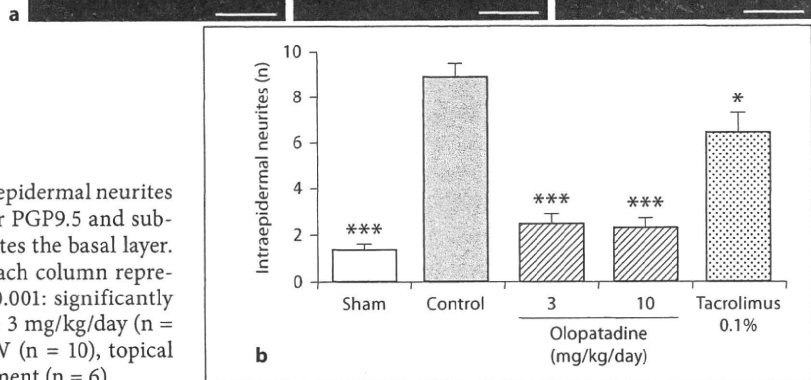 a
epidermal neurites
r PGP9.5 and sub-
tes the basal layer.
ach column repre-
0.001: significantly
3 mg/kg/day (n =
V (n = 10), topical
ment (n = 6)
Intraepidermal neurites (n)
10
8
6
4
2
0
***
***
***
*
Sham
Control
3
10
Tacrolimus
0.1%
Olopatadine
(mg/kg/day)
b